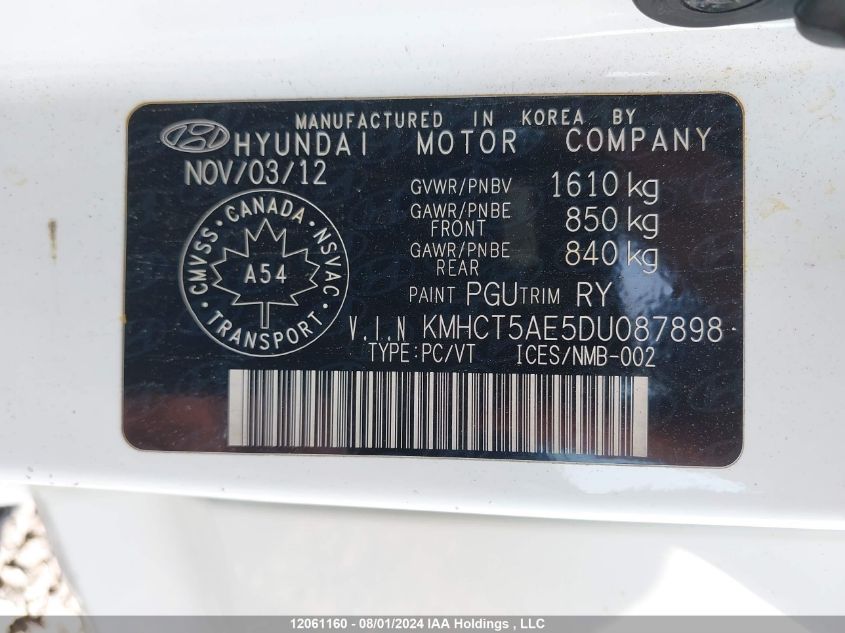 MANUFACTURED IN KOREA BY
HYUNDAI MOTOR COMPANY
NOV/03/12
GVWR/PNBV 1610 kg
GAWR/PNBE FRONT 850 kg
GAWR/PNBE REAR 840 kg
CMVSS · CANADA · NSVAC · TRANSPORT ·
A54
PAINT PGU TRIM RY
V.I.N KMHCT5AE5DU087898
TYPE:PC/VT ICES/NMB-002
12061160 - 08/01/2024 IAA Holdings , LLC